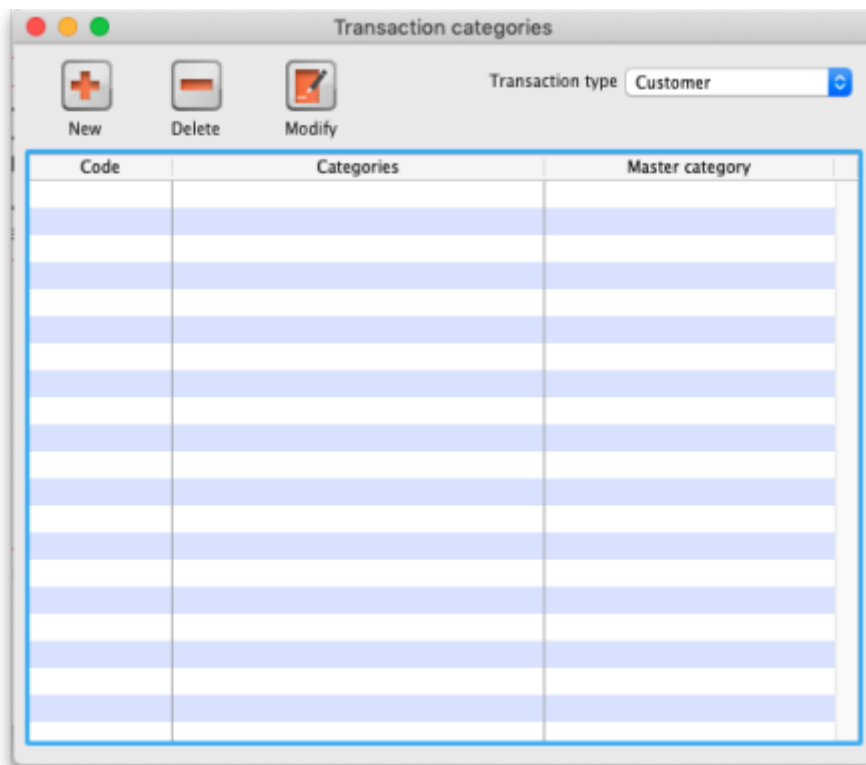 Transaction categories
Transaction type Customer
New Delete Modify
Code Categories Master category